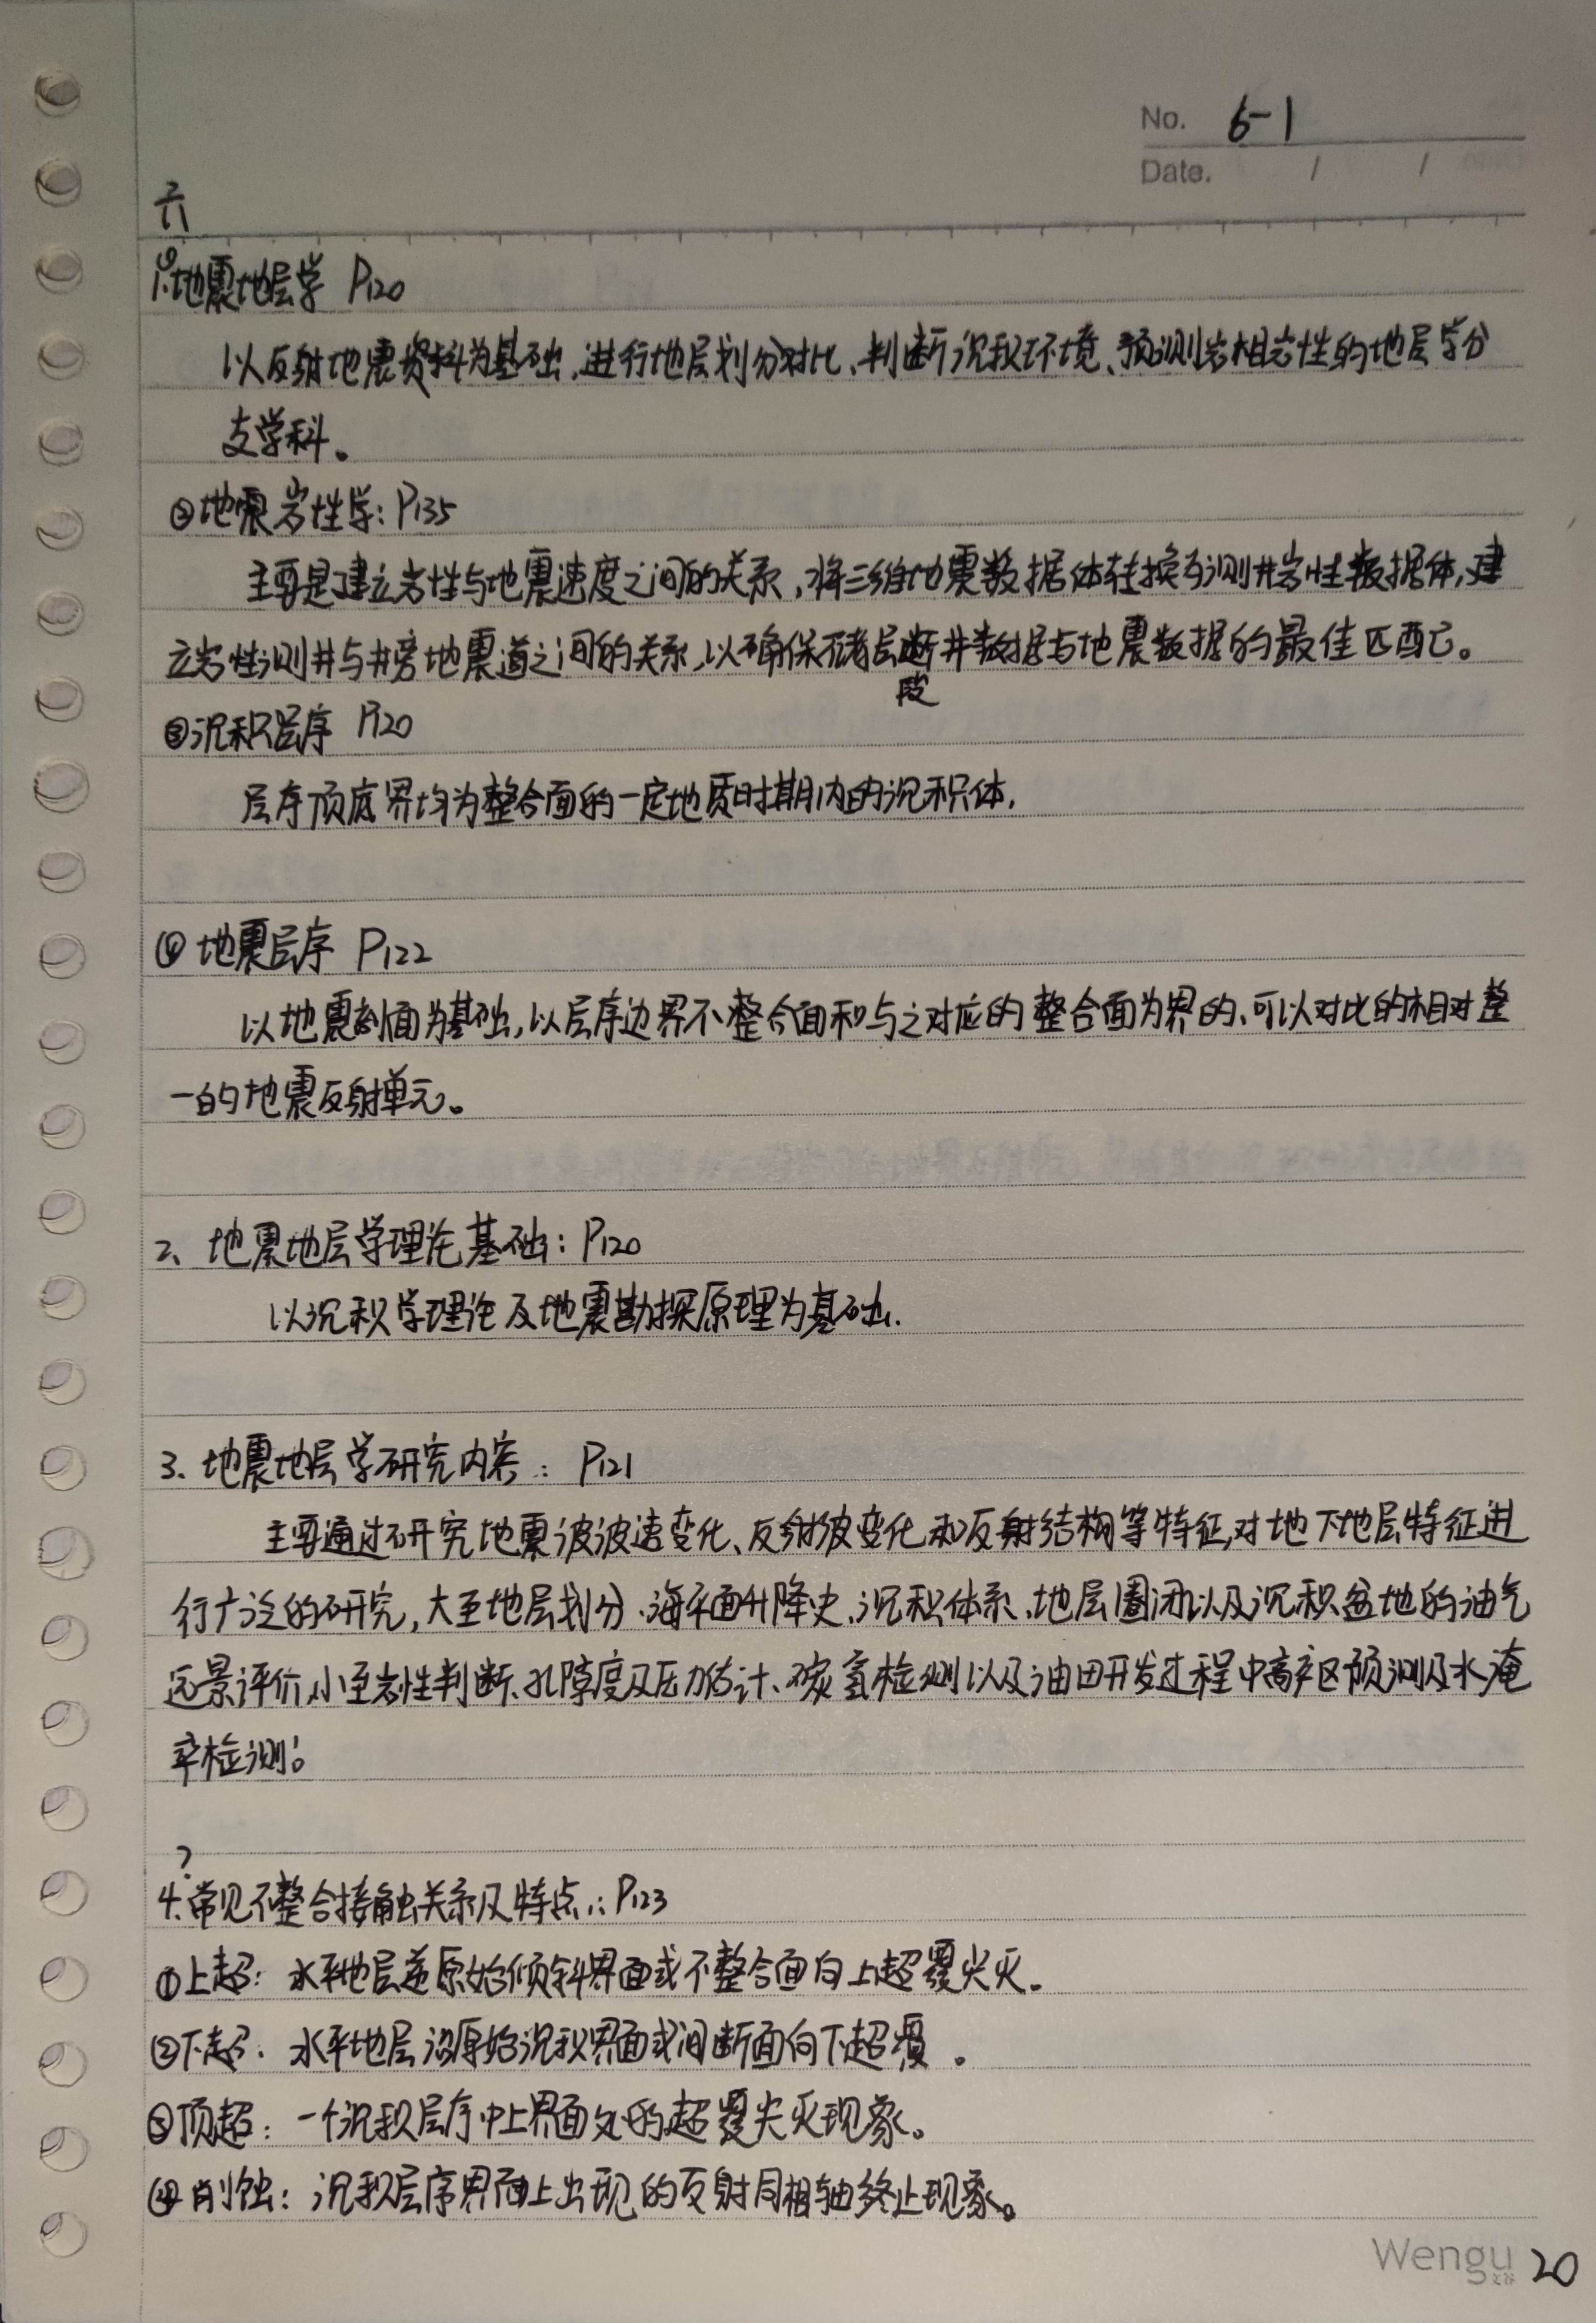 No. 6-1
Date. / /
六
1.①地震地层学 P120
以反射地震资料为基础,进行地层划分对比、判断沉积环境、预测岩相岩性的地层学分
支学科。
②地震岩性学:P135
主要是建立岩性与地震速度之间的关系,将三维地震数据体转换为测井岩性数据体,建
立岩性测井与井旁地震道之间的关系,以确保储层段井数据与地震数据的最佳匹配。
③沉积层序 P120
层序顶底界均为整合面的一定地质时期内的沉积体.
④地震层序 P122
以地震剖面为基础,以层序边界不整合面和与之对应的整合面为界的、可以对比的相对整
一的地震反射单元。
2、地震地层学理论基础:P120
以沉积学理论及地震勘探原理为基础.
3、地震地层学研究内容:P121
主要通过研究地震波波速变化、反射波变化和反射结构等特征,对地下地层特征进
行广泛的研究,大至地层划分、海平面升降史、沉积体系、地层圈闭以及沉积盆地的油气
远景评价,小至岩性判断、孔隙度及压力估计、碳氢检测以及油田开发过程中高产区预测及水淹
率检测。
?
4.常见不整合接触关系及特点:P123
①上超:水平地层逆原始倾斜界面或不整合面向上超覆尖灭。
②下超:水平地层沿原始沉积界面或间断面向下超覆。
③顶超:一个沉积层序中上界面处的超覆尖灭现象。
④削蚀:沉积层序界面上出现的反射同相轴终止现象。
Wengu 文谷 20